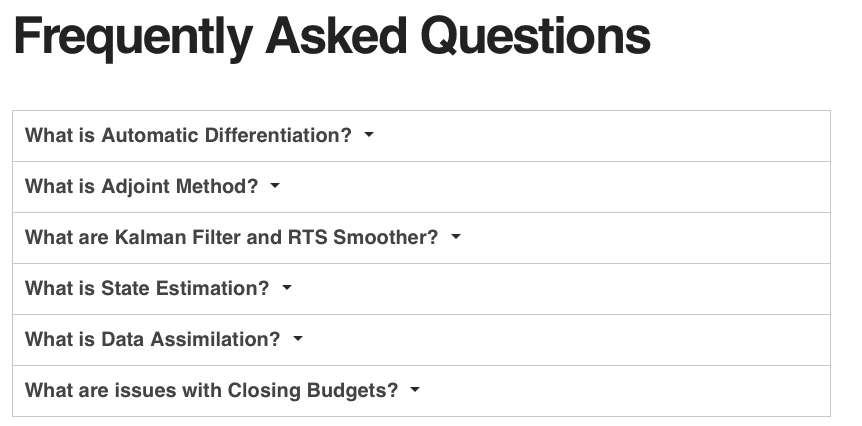 Frequently Asked Questions
What is Automatic Differentiation?
What is Adjoint Method?
What are Kalman Filter and RTS Smoother?
What is State Estimation?
What is Data Assimilation?
What are issues with Closing Budgets?